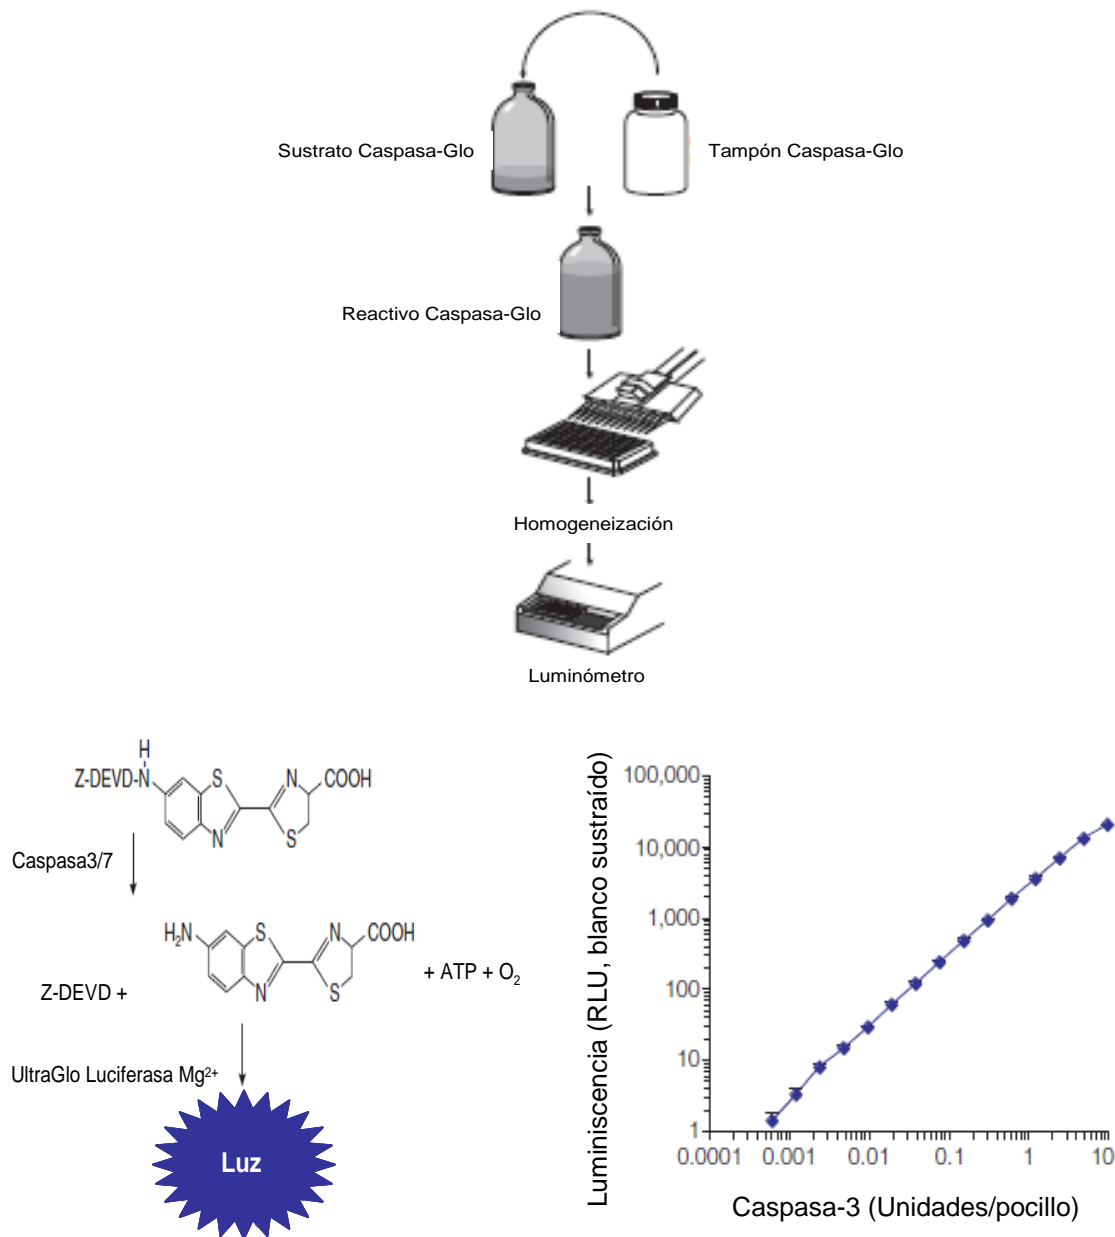 Sustrato Caspasa-Glo
Tampón Caspasa-Glo
Reactivo Caspasa-Glo
Homogeneización
Luminómetro
H
Z-DEVD-N
S
N
COOH
N
S
Caspasa3/7
H₂N
S
N
COOH
N
S
Z-DEVD +
+ ATP + O₂
UltraGlo Luciferasa Mg²⁺
Luz
Luminiscencia (RLU, blanco sustraído)
100,000
10,000
1,000
100
10
1
0.0001 0.001 0.01 0.1 1 10
Caspasa-3 (Unidades/pocillo)